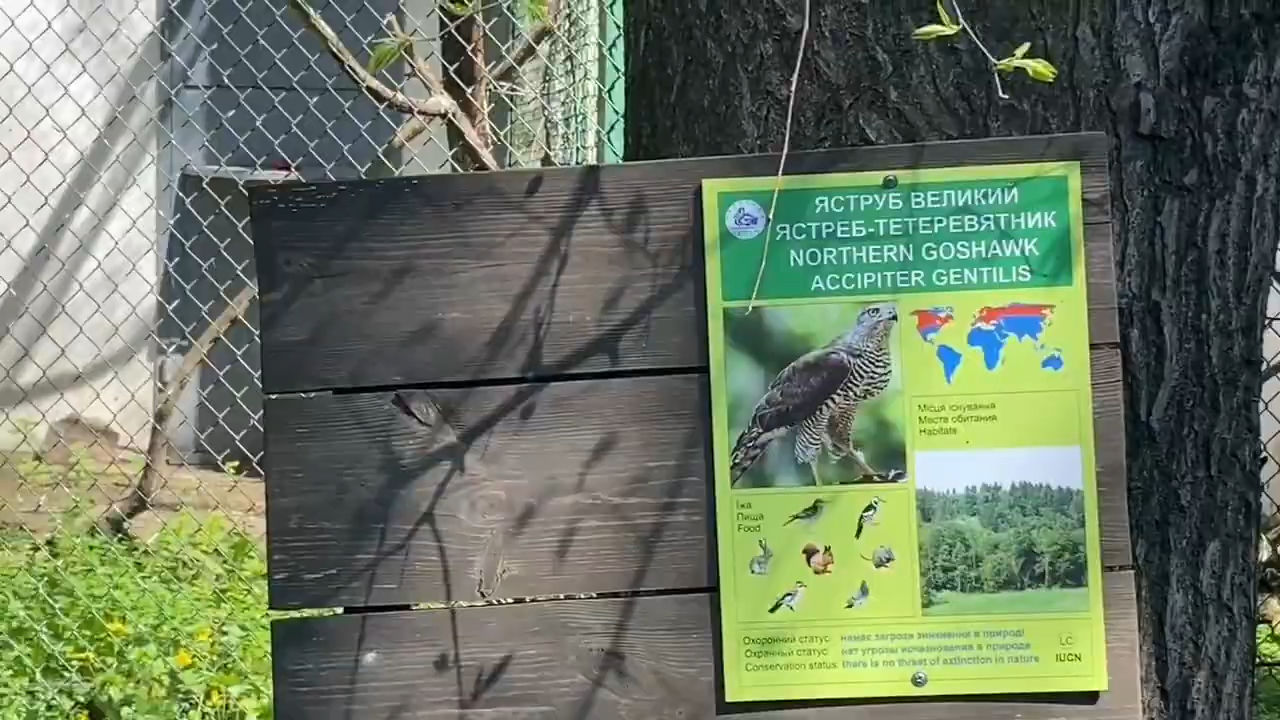 ЯСТРУБ ВЕЛИКИЙ
ЯСТРЕБ-ТЕТЕРЕВЯТНИК
NORTHERN GOSHAWK
ACCIPITER GENTILIS
Місця існування
Места обитания
Habitats
Їжа
Пища
Food
Охоронний статус: немає загрози зникнення в природі
Охранный статус: нет угрозы исчезновения в природе
Conservation status: there is no threat of extinction in nature
LC
IUCN